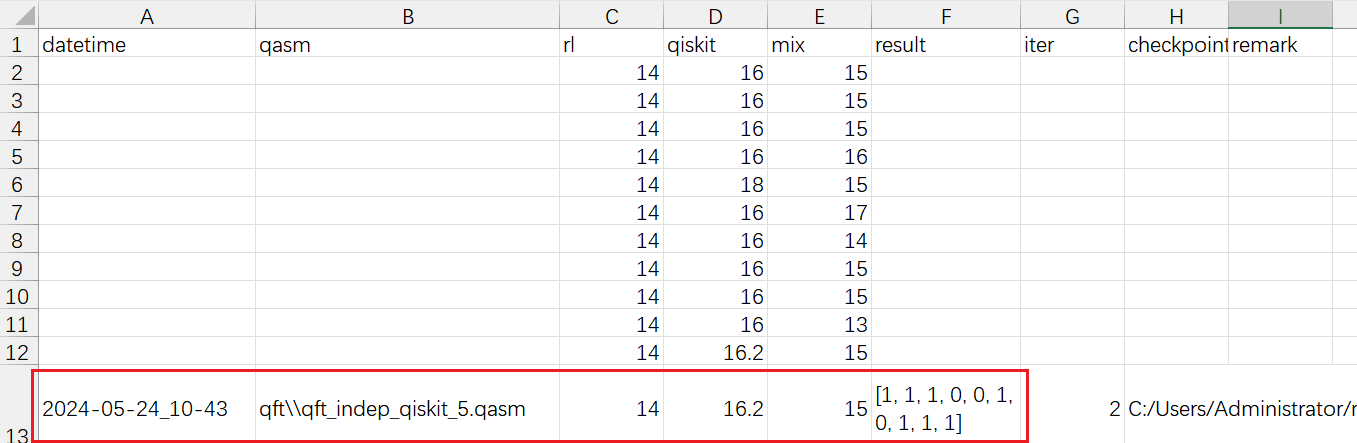 A B C D E F G H I
1 datetime qasm rl qiskit mix result iter checkpoint remark
2 14 16 15
3 14 16 15
4 14 16 15
5 14 16 16
6 14 18 15
7 14 16 17
8 14 16 14
9 14 16 15
10 14 16 15
11 14 16 13
12 14 16.2 15
13 2024-05-24_10-43 qft\\qft_indep_qiskit_5.qasm 14 16.2 15 [1, 1, 1, 0, 0, 1, 2 C:/Users/Administrator/
0, 1, 1, 1]